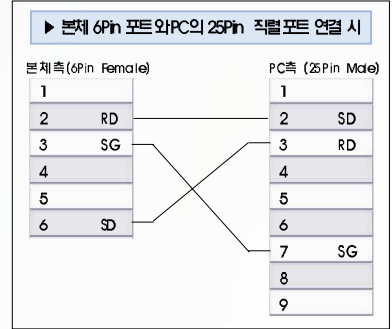 ▶ 본체 6Pin 포트와PC의 25Pin 직렬포트 연결 시
본체측(6Pin Female) PC측 (25Pin Male)
1 1
2 RD 2 SD
3 SG 3 RD
4 4
5 5
6 SD 6
7 SG
8
9